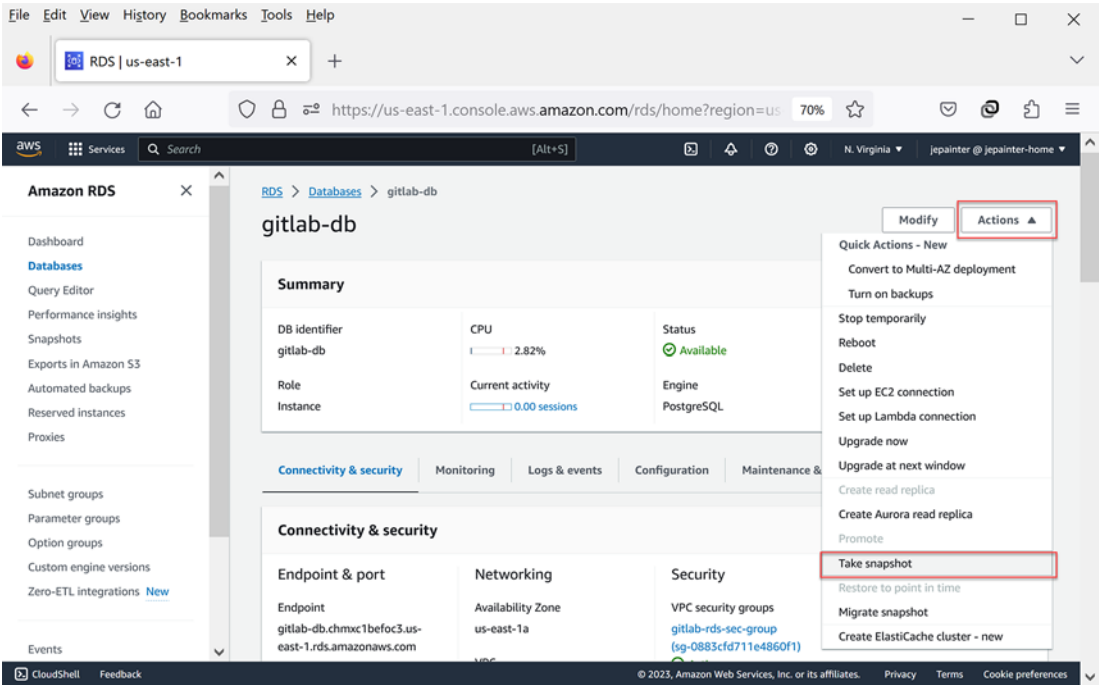 File Edit View History Bookmarks Tools Help
RDS | us-east-1
https://us-east-1.console.aws.amazon.com/rds/home?region=us
70%
aws
Services
Search
[Alt+S]
N. Virginia
jepainter @ jepainter-home
Amazon RDS
Dashboard
Databases
Query Editor
Performance insights
Snapshots
Exports in Amazon S3
Automated backups
Reserved instances
Proxies
Subnet groups
Parameter groups
Option groups
Custom engine versions
Zero-ETL integrations New
Events
RDS > Databases > gitlab-db
gitlab-db
Modify
Actions
Summary
DB identifier
gitlab-db
CPU
2.82%
Status
Available
Role
Instance
Current activity
0.00 sessions
Engine
PostgreSQL
Connectivity & security
Monitoring
Logs & events
Configuration
Maintenance &
Connectivity & security
Endpoint & port
Endpoint
gitlab-db.chmxc1befoc3.us-
east-1.rds.amazonaws.com
Networking
Availability Zone
us-east-1a
Security
VPC security groups
gitlab-rds-sec-group
(sg-0883cfd711e4860f1)
Quick Actions - New
Convert to Multi-AZ deployment
Turn on backups
Stop temporarily
Reboot
Delete
Set up EC2 connection
Set up Lambda connection
Upgrade now
Upgrade at next window
Create read replica
Create Aurora read replica
Promote
Take snapshot
Restore to point in time
Migrate snapshot
Create ElastiCache cluster - new
CloudShell
Feedback
© 2023, Amazon Web Services, Inc. or its affiliates.
Privacy
Terms
Cookie preferences